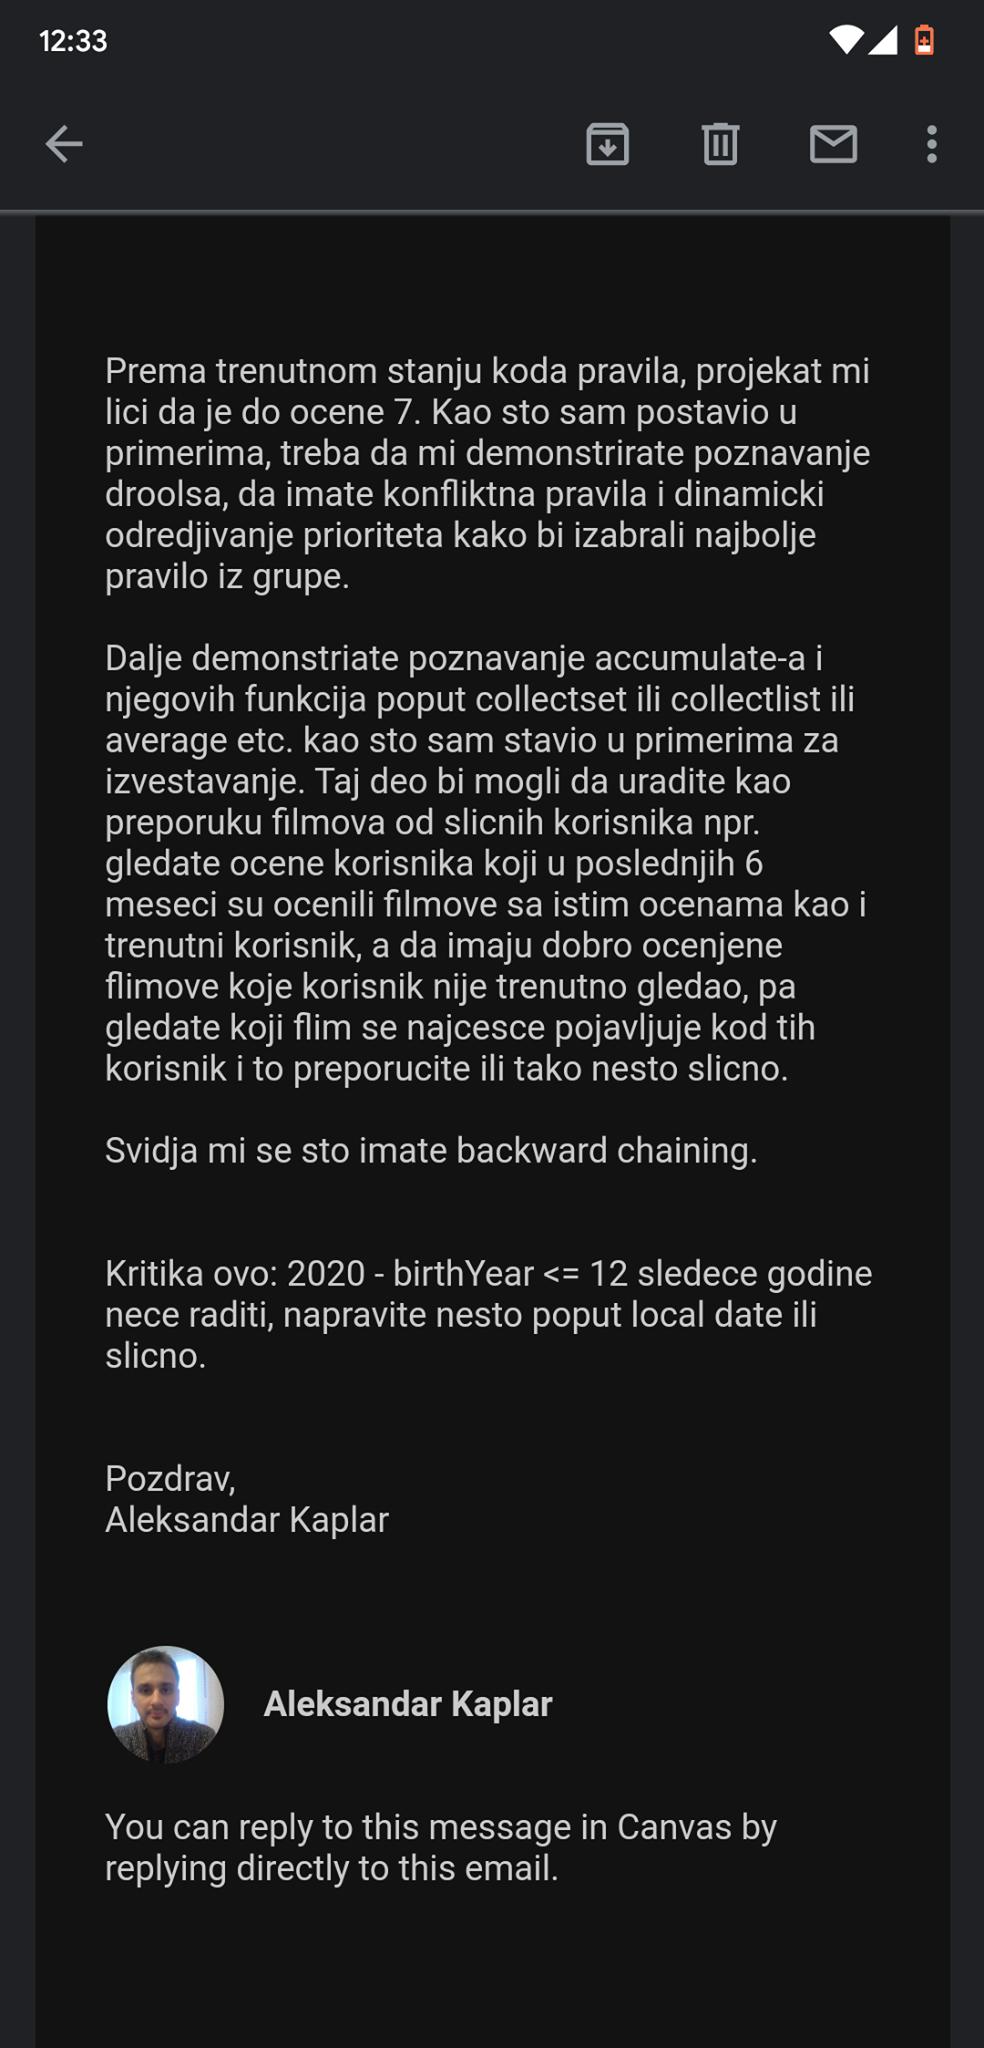 12:33
Prema trenutnom stanju koda pravila, projekat mi
lici da je do ocene 7. Kao sto sam postavio u
primerima, treba da mi demonstrirate poznavanje
droolsa, da imate konfliktna pravila i dinamicki
odredjivanje prioriteta kako bi izabrali najbolje
pravilo iz grupe.
Dalje demonstriate poznavanje accumulate-a i
njegovih funkcija poput collectset ili collectlist ili
average etc. kao sto sam stavio u primerima za
izvestavanje. Taj deo bi mogli da uradite kao
preporuku filmova od slicnih korisnika npr.
gledate ocene korisnika koji u poslednjih 6
meseci su ocenili filmove sa istim ocenama kao i
trenutni korisnik, a da imaju dobro ocenjene
flimove koje korisnik nije trenutno gledao, pa
gledate koji flim se najcesce pojavljuje kod tih
korisnik i to preporucite ili tako nesto slicno.
Svidja mi se sto imate backward chaining.
Kritika ovo: 2020 - birthYear <= 12 sledece godine
nece raditi, napravite nesto poput local date ili
slicno.
Pozdrav,
Aleksandar Kaplar
Aleksandar Kaplar
You can reply to this message in Canvas by
replying directly to this email.